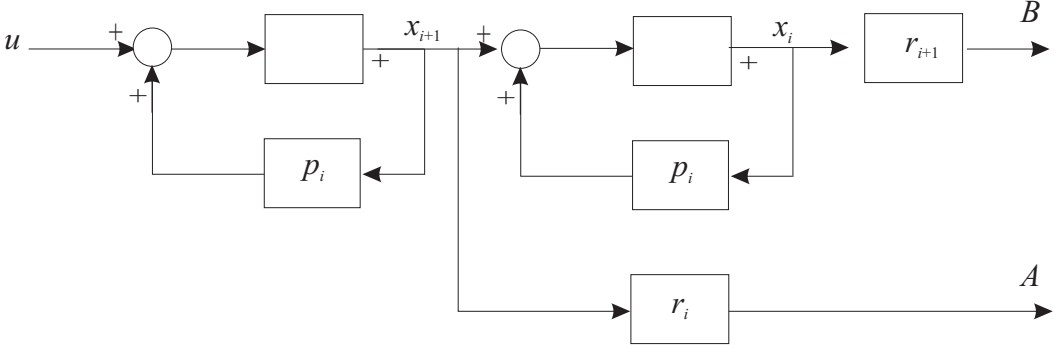 u + + x_{i+1} + + x_i r_{i+1} B
+ p_i + p_i
r_i A